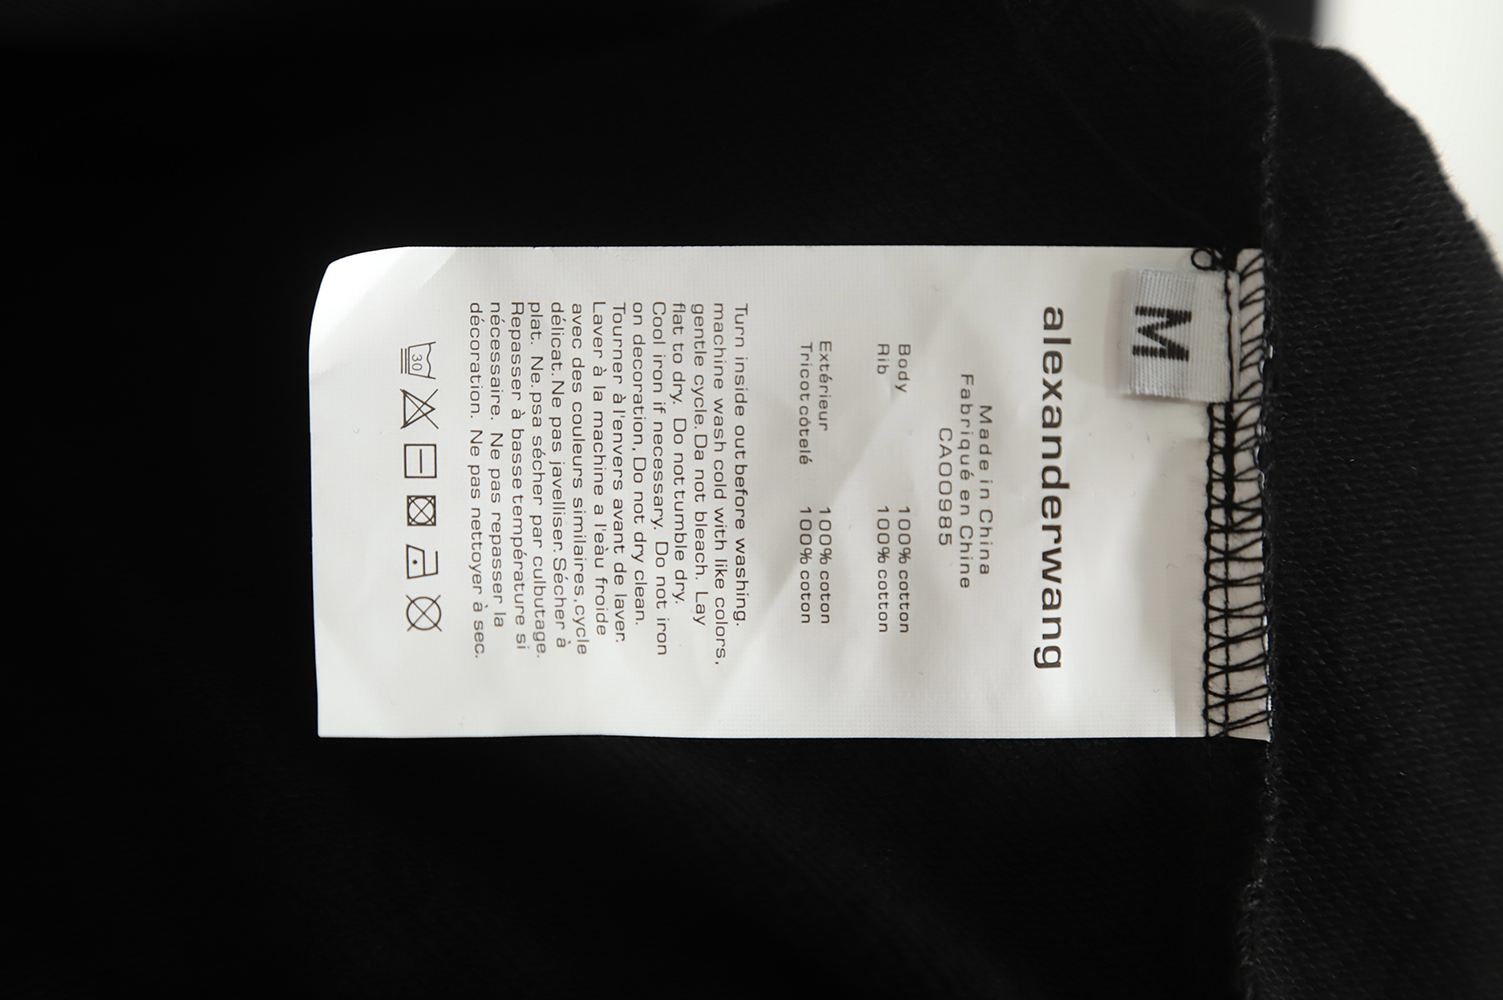 M
alexanderwang
Made in China
Fabriqué en Chine
CA00985
Body 100% cotton
Rib 100% cotton
Extérieur 100% coton
Tricot côtelé 100% coton
Turn inside out before washing.
machine wash cold with like colors,
gentle cycle. Da not bleach. Lay
flat to dry. Do not tumble dry.
Cool iron if necessary. Do not iron
on decoration. Do not dry clean.
Tourner à l'envers avant de laver.
Laver à la machine a l'eàu froide
avec des couleurs similaires,cycle
délicat. Ne pas javelliser. Sécher à
plat. Ne.psa sécher par culbutage.
Repasser à basse température si
nécessaire. Ne pas repasser la
décoration. Ne pas nettoyer à sec.
30